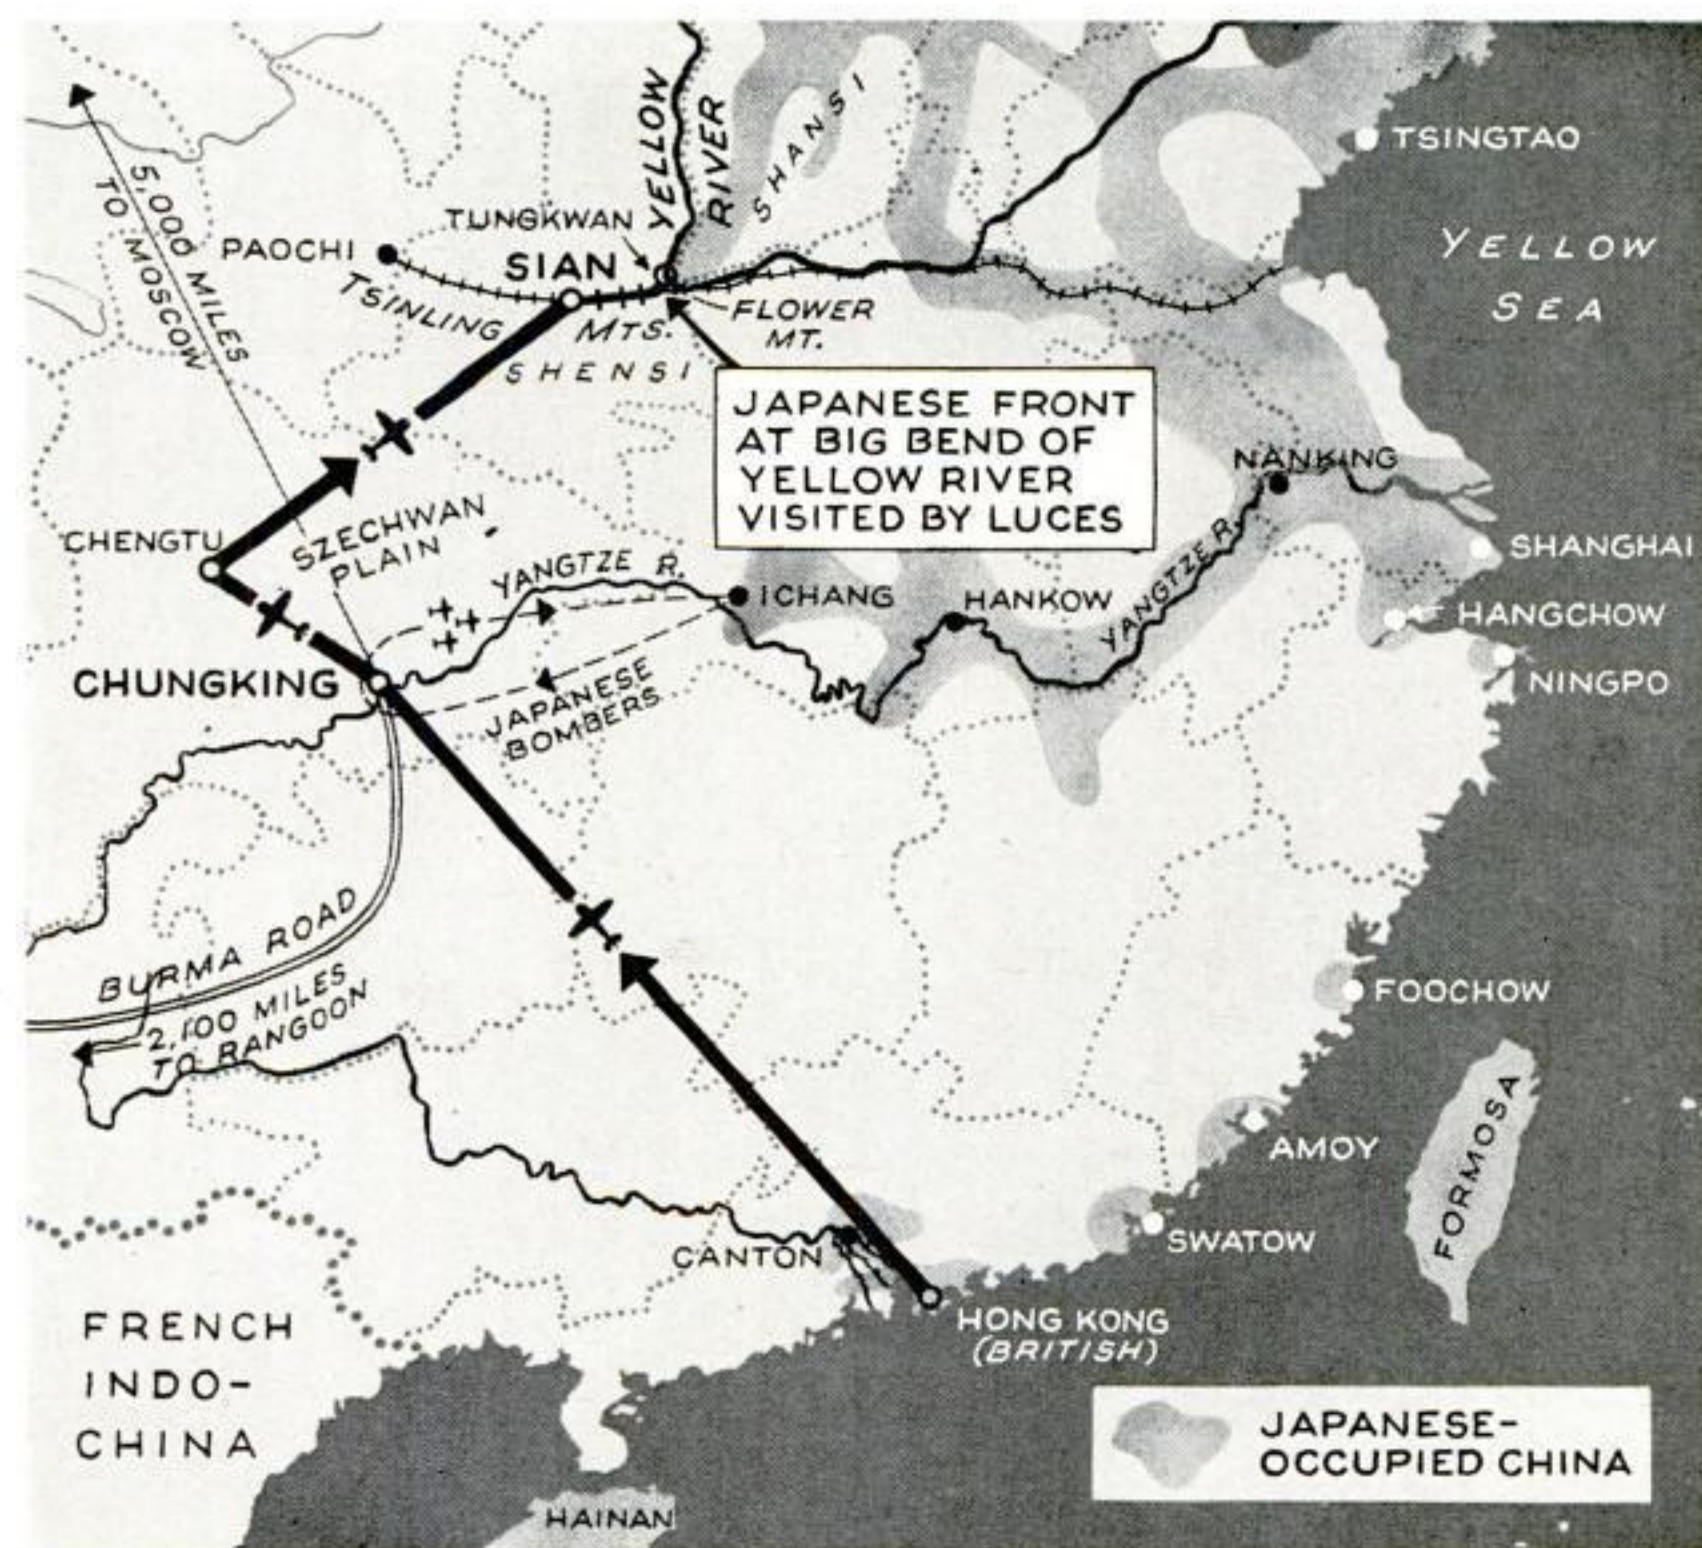 YELLOW
RIVER
SHANSI
TSINGTAO
5,000 MILES
TO MOSCOW
TUNGKWAN
PAOCHI
SIAN
YELLOW
SEA
TSINLING
MTS.
FLOWER
MT.
SHENSI
JAPANESE FRONT
AT BIG BEND OF
YELLOW RIVER
VISITED BY LUCES
NANKING
CHENGTU
SZECHWAN
PLAIN
YANGTZE R.
ICHANG
HANKOW
YANGTZE R.
SHANGHAI
HANGCHOW
NINGPO
CHUNGKING
JAPANESE
BOMBERS
BURMA ROAD
2,100 MILES
TO RANGOON
FOOCHOW
AMOY
FORMOSA
SWATOW
CANTON
HONG KONG
(BRITISH)
FRENCH
INDO-
CHINA
JAPANESE-
OCCUPIED CHINA
HAINAN